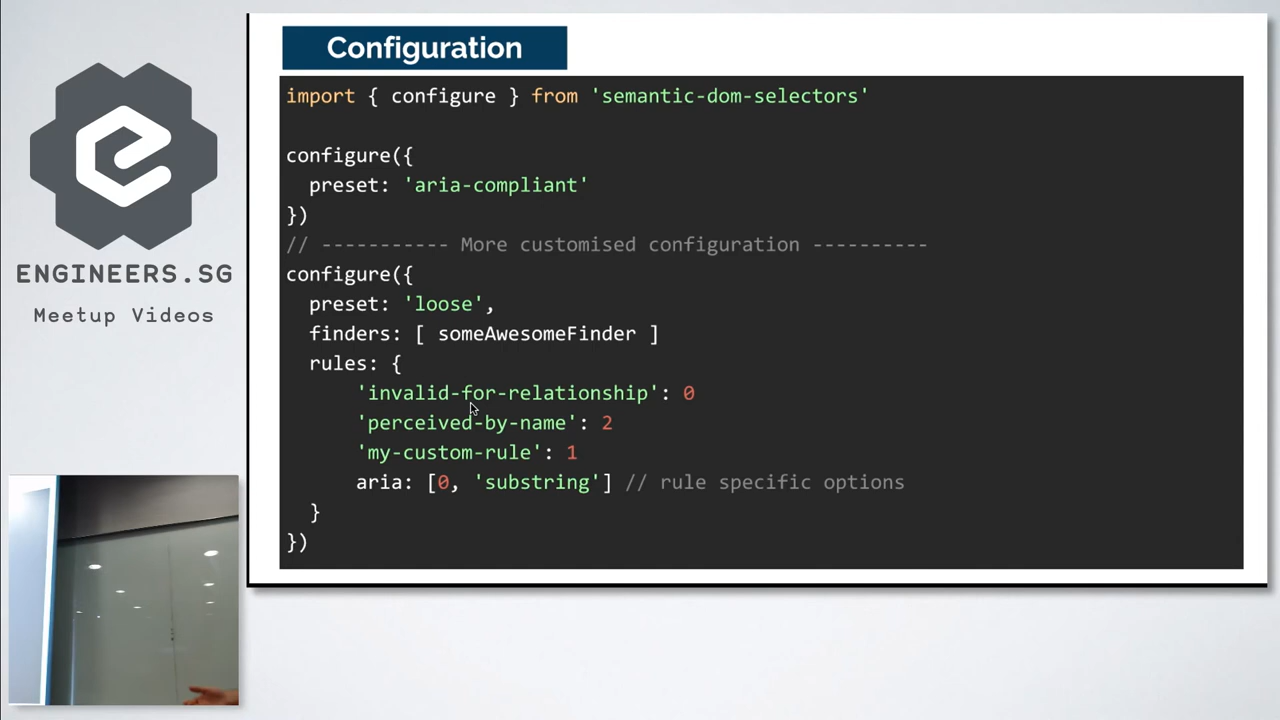 ENGINEERS.SG
Meetup Videos
Configuration
import { configure } from 'semantic-dom-selectors'
configure({
preset: 'aria-compliant'
})
// ----------- More customised configuration ----------
configure({
preset: 'loose',
finders: [ someAwesomeFinder ]
rules: {
'invalid-for-relationship': 0
'perceived-by-name': 2
'my-custom-rule': 1
aria: [0, 'substring'] // rule specific options
}
})